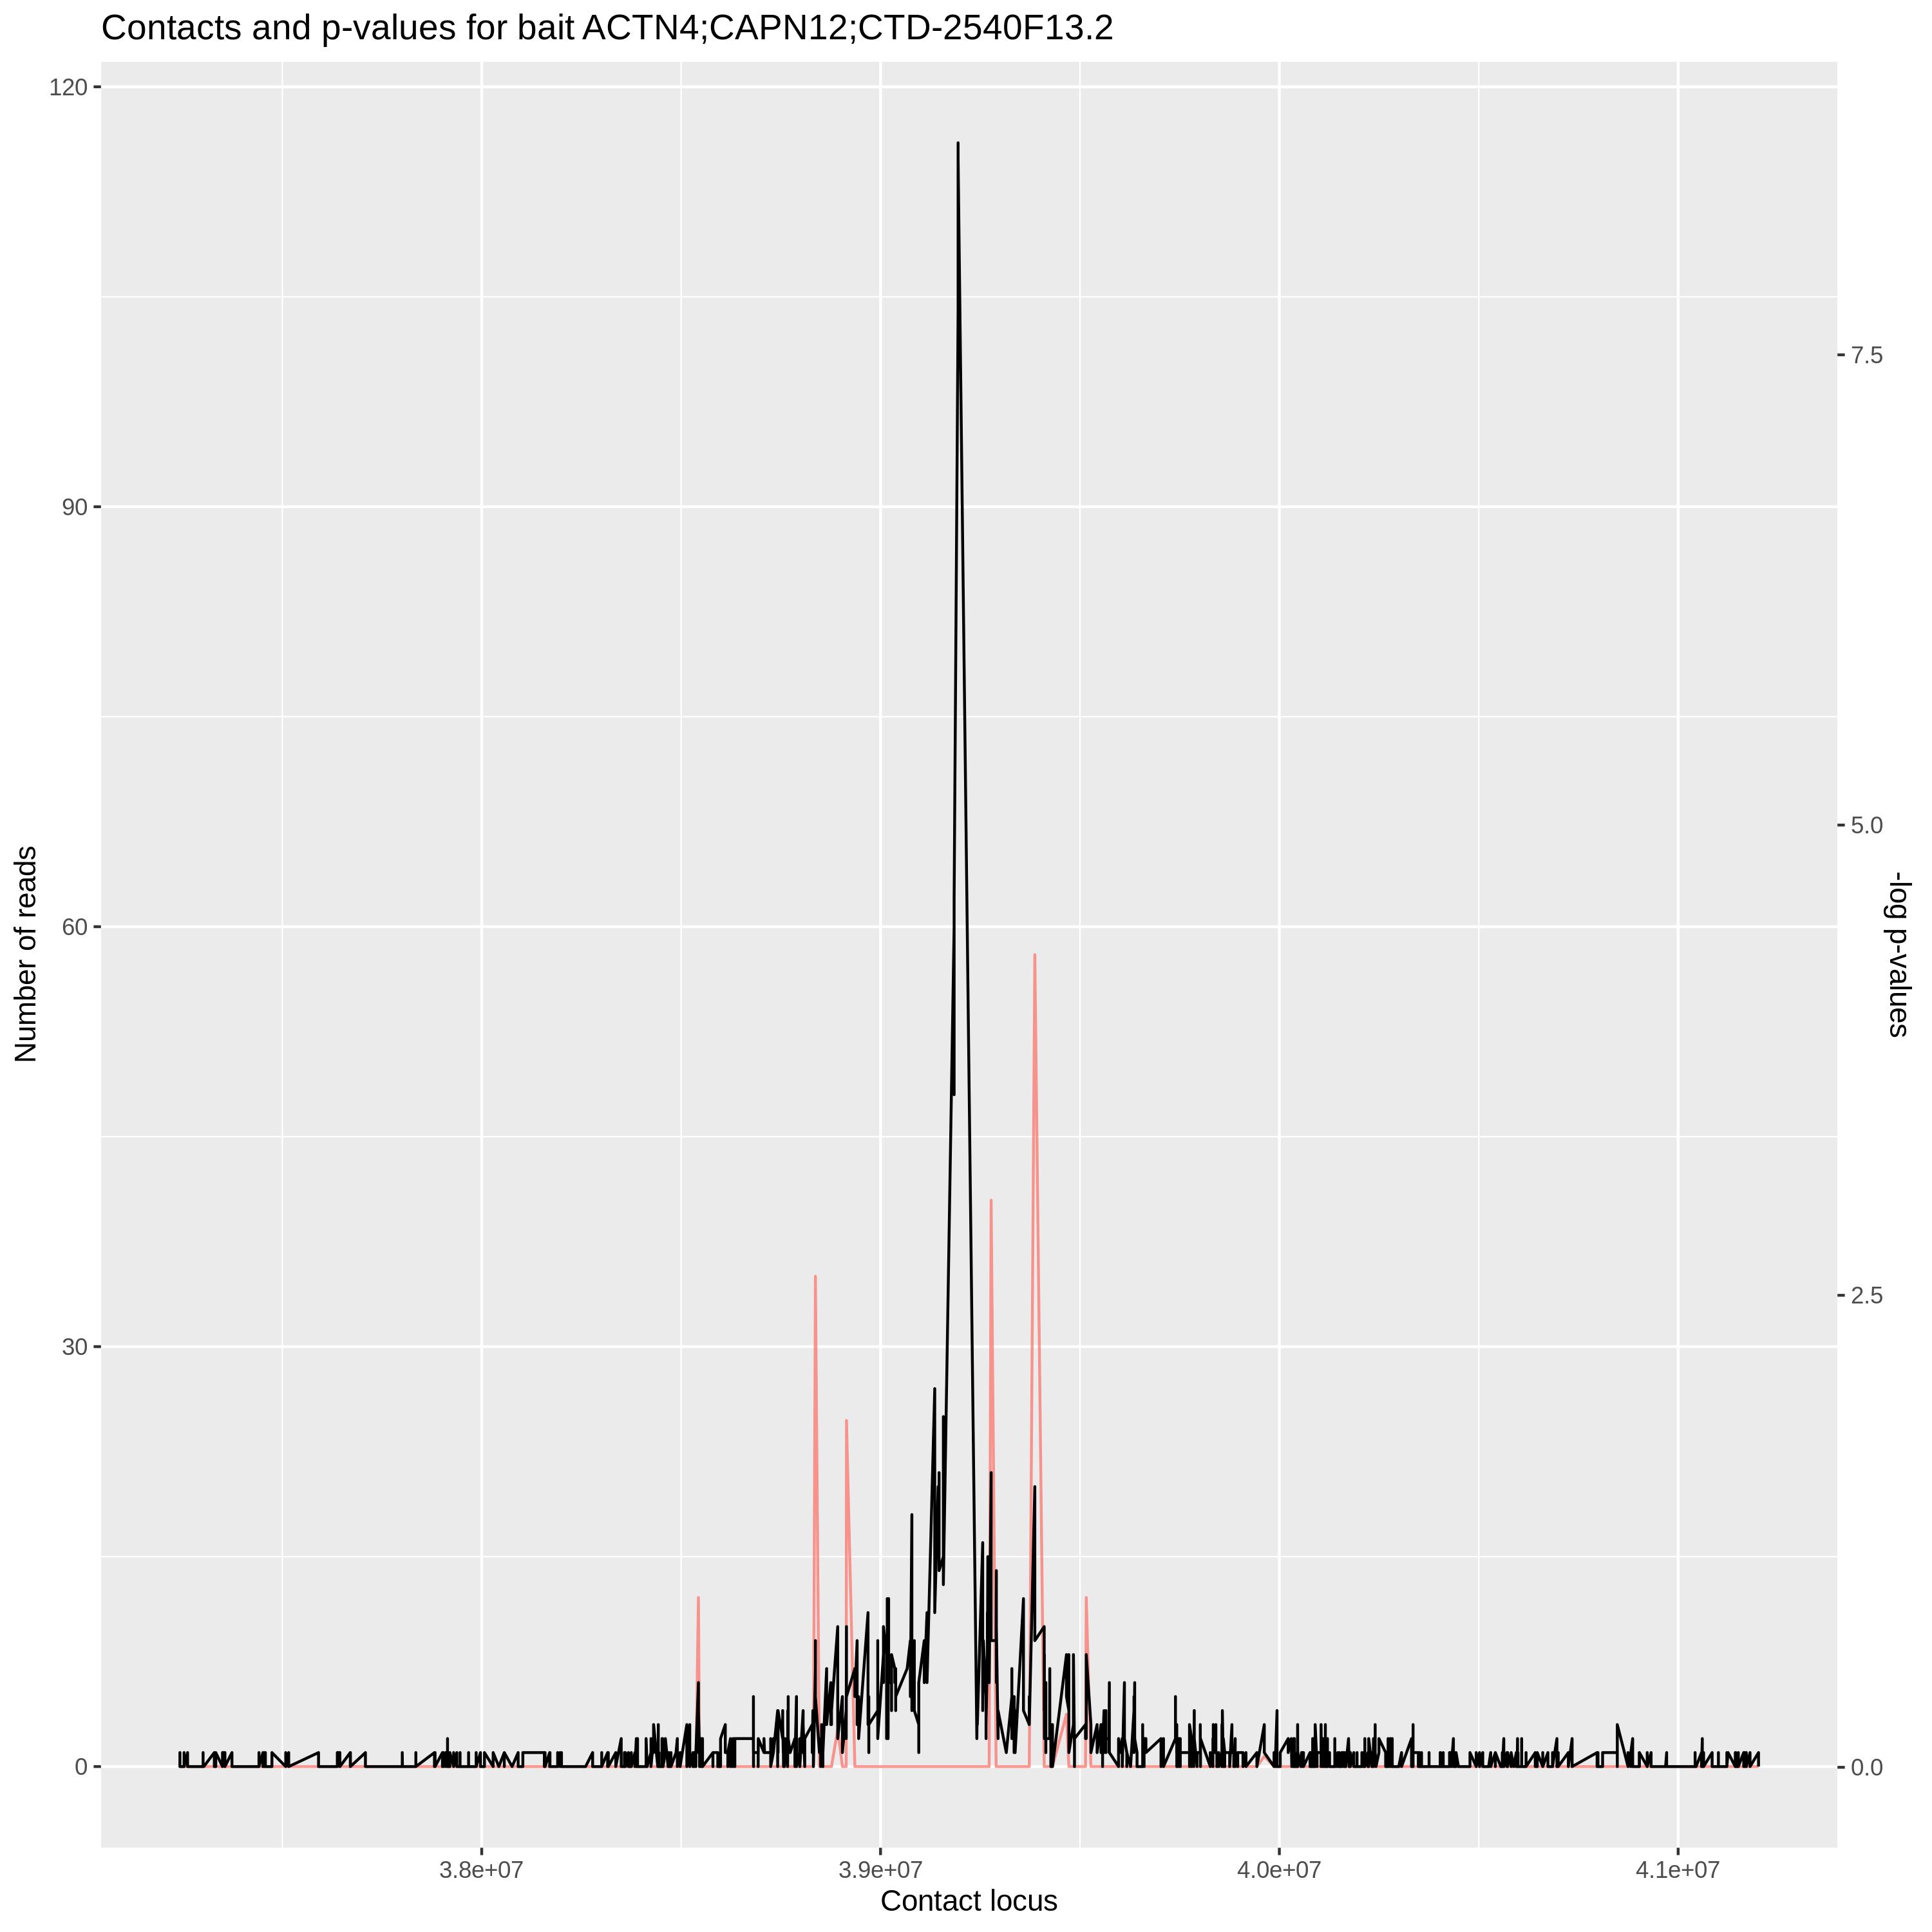 Contacts and p-values for bait ACTN4;CAPN12;CTD-2540F13.2
120
90
60
30
0
Number of reads
7.5
5.0
2.5
0.0
-log p-values
3.8e+07
3.9e+07
4.0e+07
4.1e+07
Contact locus